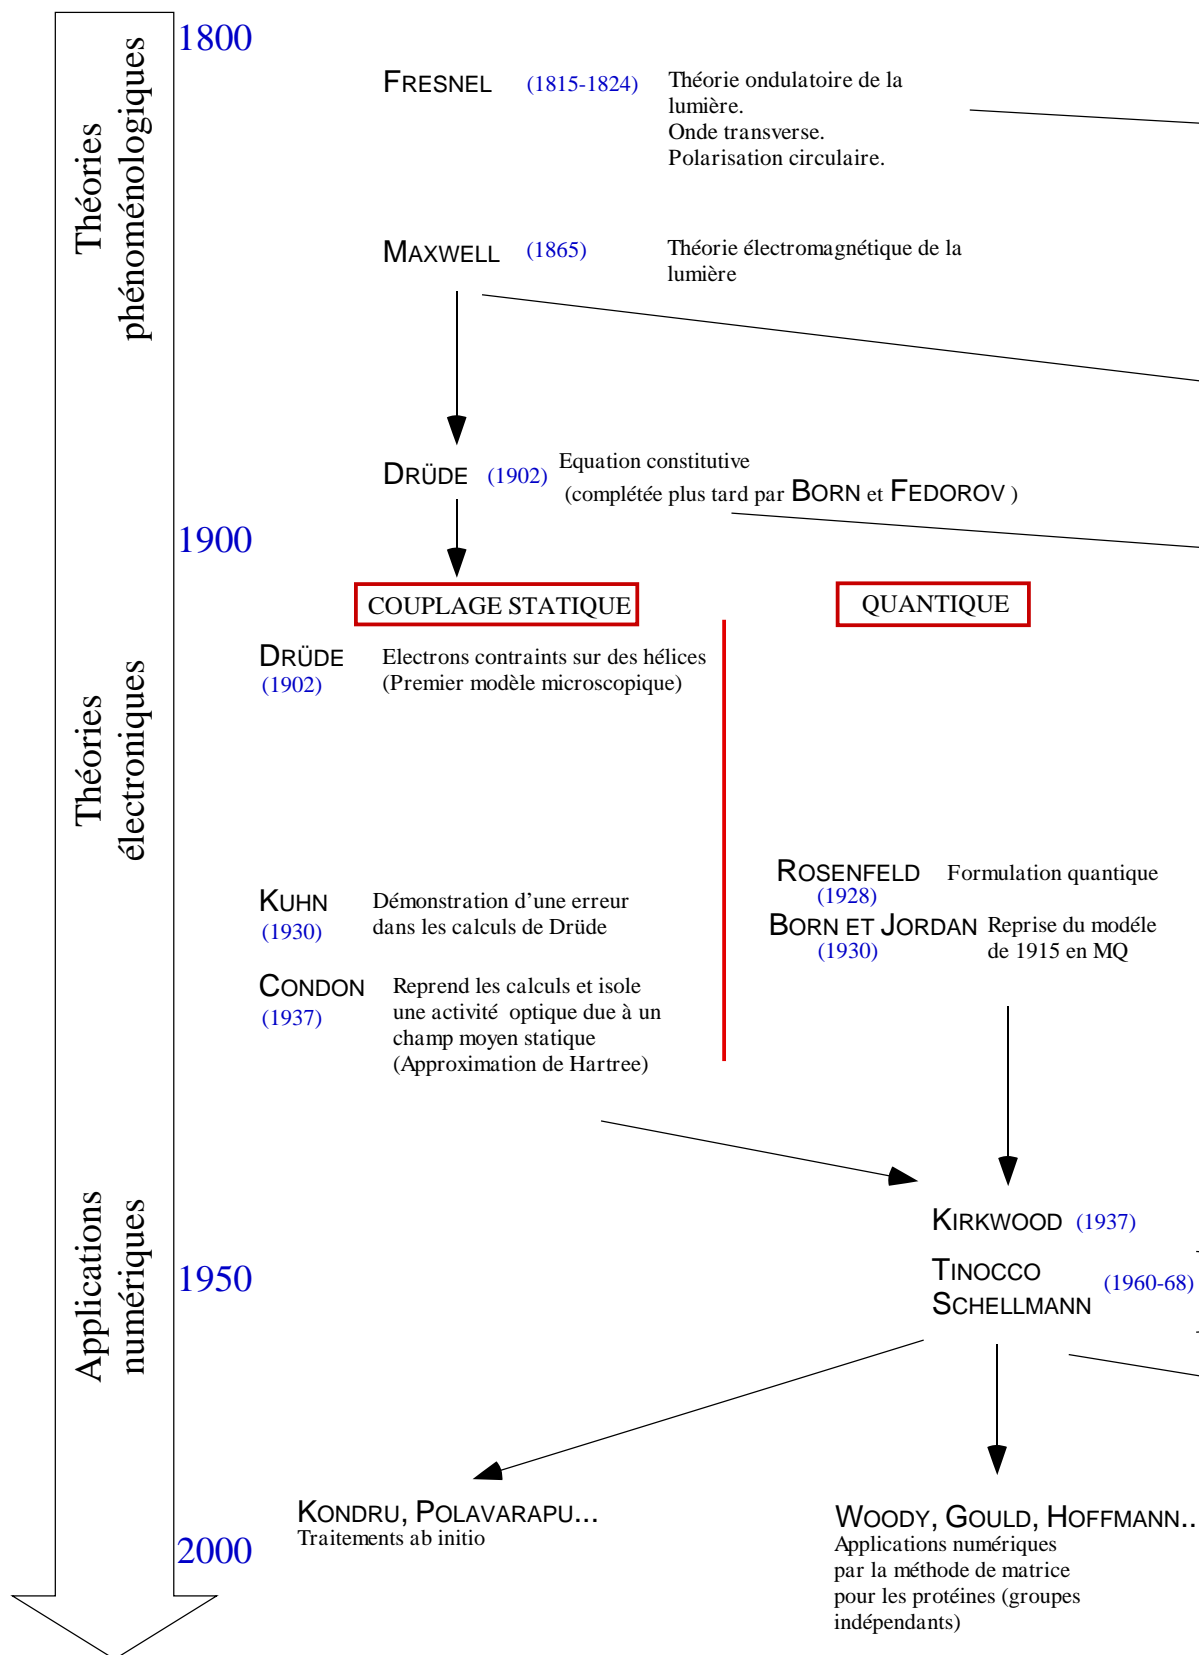 Théories
phénoménologiques
1800
FRESNEL (1815-1824) Théorie ondulatoire de la
lumière.
Onde transverse.
Polarisation circulaire.
MAXWELL (1865) Théorie électromagnétique de la
lumière
DRÜDE (1902) Equation constitutive
(complétée plus tard par BORN et FEDOROV )
1900
COUPLAGE STATIQUE QUANTIQUE
Théories
électroniques
DRÜDE Electrons contraints sur des hélices
(1902) (Premier modèle microscopique)
ROSENFELD Formulation quantique
(1928)
KUHN Démonstration d'une erreur
(1930) dans les calculs de Drüde
BORN ET JORDAN Reprise du modéle
(1930) de 1915 en MQ
CONDON Reprend les calculs et isole
(1937) une activité optique due à un
champ moyen statique
(Approximation de Hartree)
Applications
numériques
KIRKWOOD (1937)
1950
TINOCCO
SCHELLMANN (1960-68)
KONDRU, POLAVARAPU...
Traitements ab initio
WOODY, GOULD, HOFFMANN..
Applications numériques
par la méthode de matrice
pour les protéines (groupes
indépendants)
2000